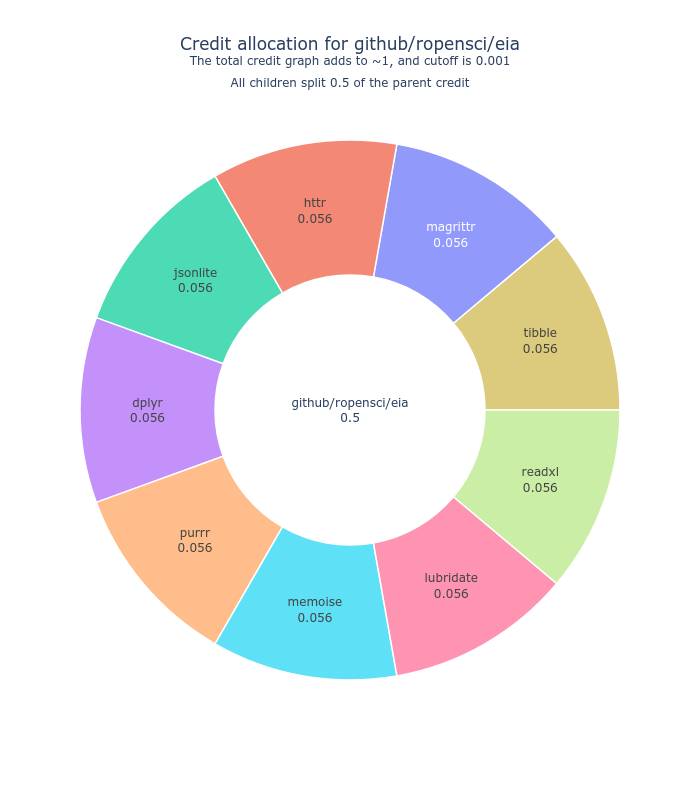 Credit allocation for github/ropensci/eia
The total credit graph adds to ~1, and cutoff is 0.001
All children split 0.5 of the parent credit
httr
0.056
magrittr
0.056
jsonlite
0.056
tibble
0.056
dplyr
0.056
github/ropensci/eia
0.5
readxl
0.056
purrr
0.056
lubridate
0.056
memoise
0.056